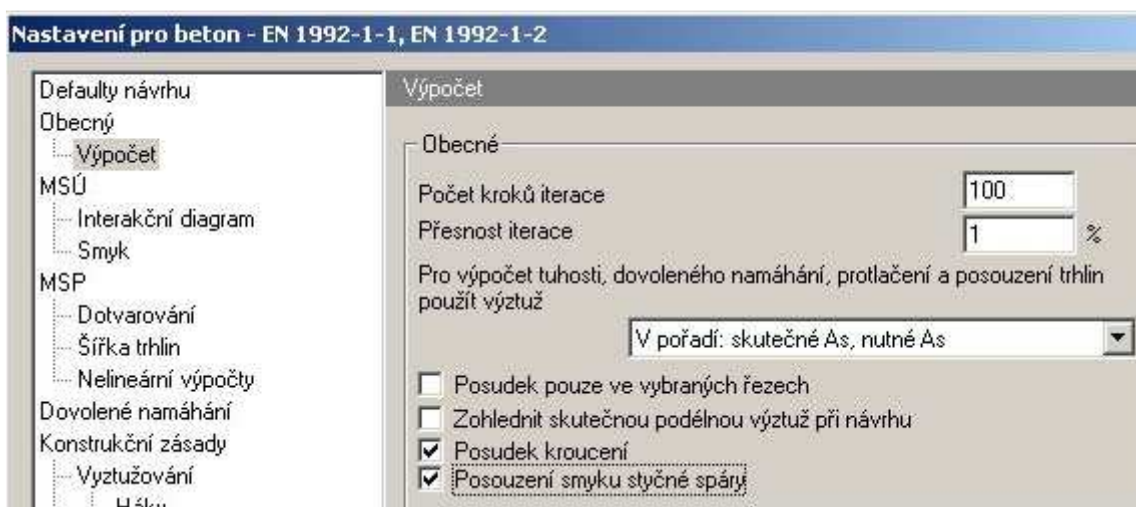 Nastavení pro beton - EN 1992-1-1, EN 1992-1-2
Defaulty návrhu
Obecný
Výpočet
MSÚ
Interakční diagram
Smyk
MSP
Dotvarování
Šířka trhlin
Nelineární výpočty
Dovolené namáhání
Konstrukční zásady
Vyztužování
Výpočet
Obecné
Počet kroků iterace 100
Přesnost iterace 1 %
Pro výpočet tuhosti, dovoleného namáhání, protlačení a posouzení trhlin
použít výztuž
V pořadí: skutečné As, nutné As
Posudek pouze ve vybraných řezech
Zohlednit skutečnou podélnou výztuž při návrhu
Posudek kroucení
Posouzení smyku styčné spáry